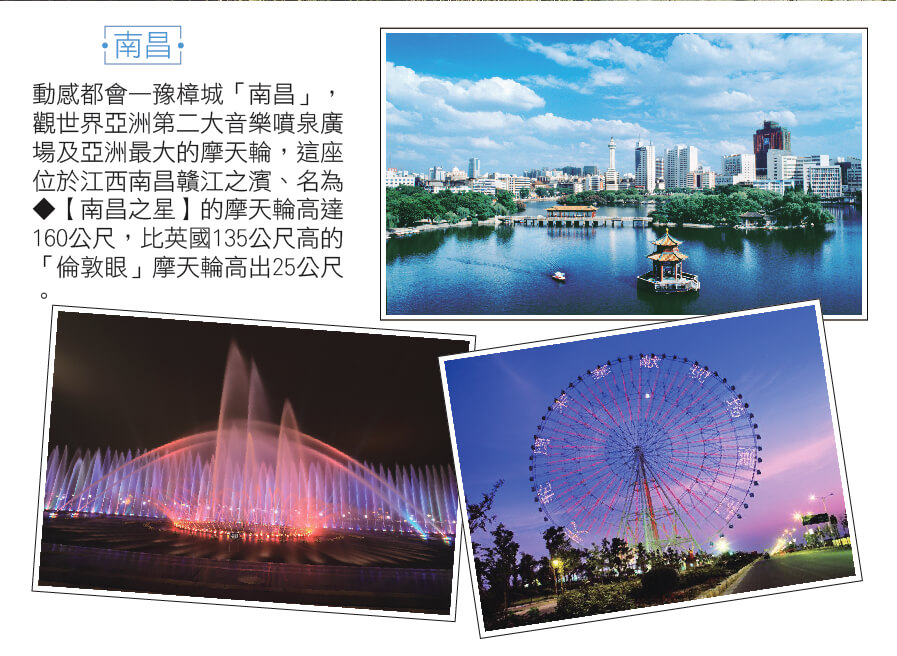 南昌
動感都會—豫樟城「南昌」，
觀世界亞洲第二大音樂噴泉廣
場及亞洲最大的摩天輪，這座
位於江西南昌贛江之濱、名為
◆【南昌之星】的摩天輪高達
160公尺，比英國135公尺高的
「倫敦眼」摩天輪高出25公尺
。